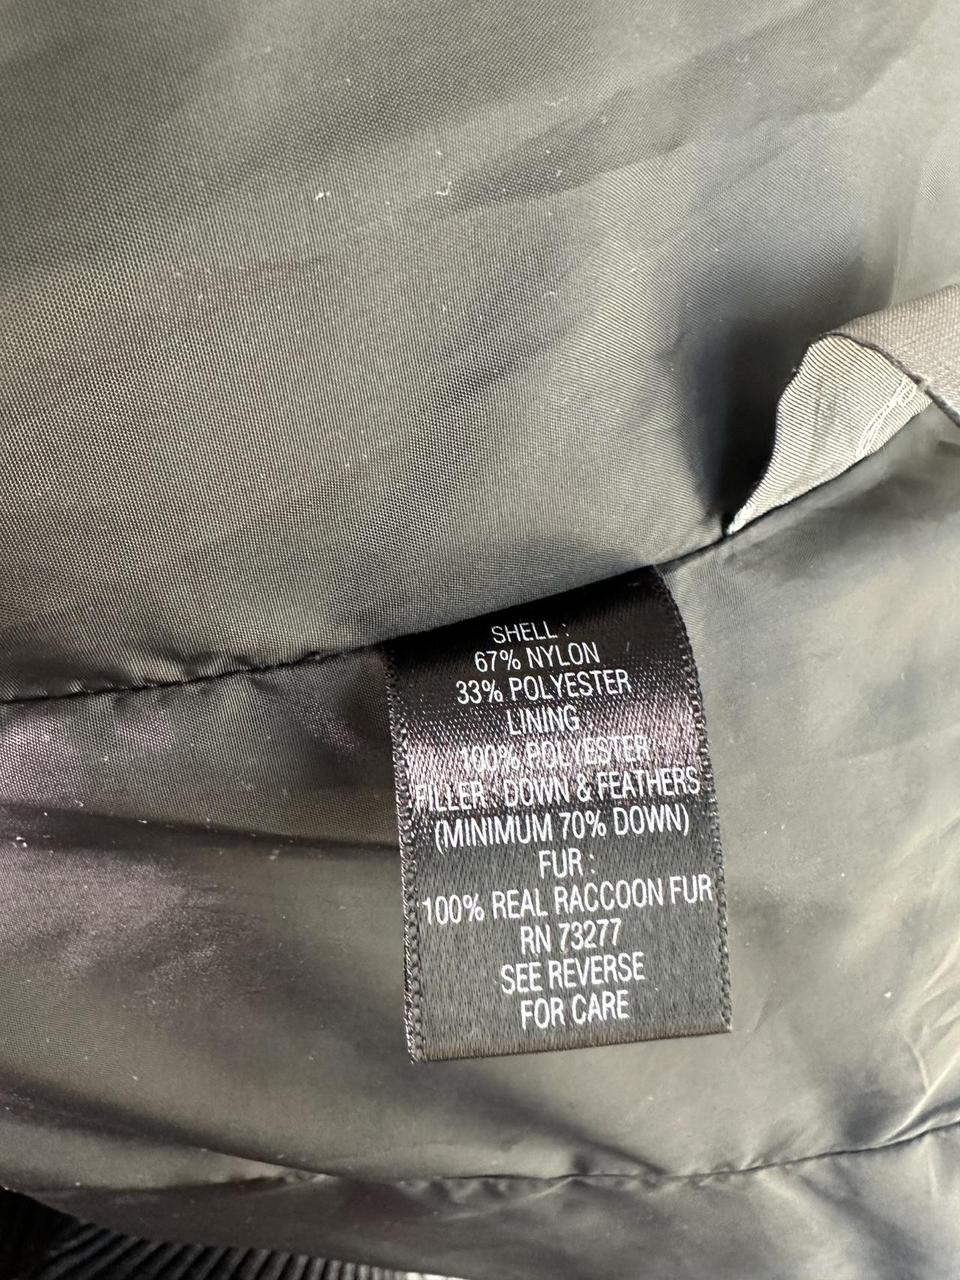 SHELL :
67% NYLON
33% POLYESTER
LINING :
100% POLYESTER
FILLER : DOWN & FEATHERS
(MINIMUM 70% DOWN)
FUR :
100% REAL RACCOON FUR
RN 73277
SEE REVERSE
FOR CARE